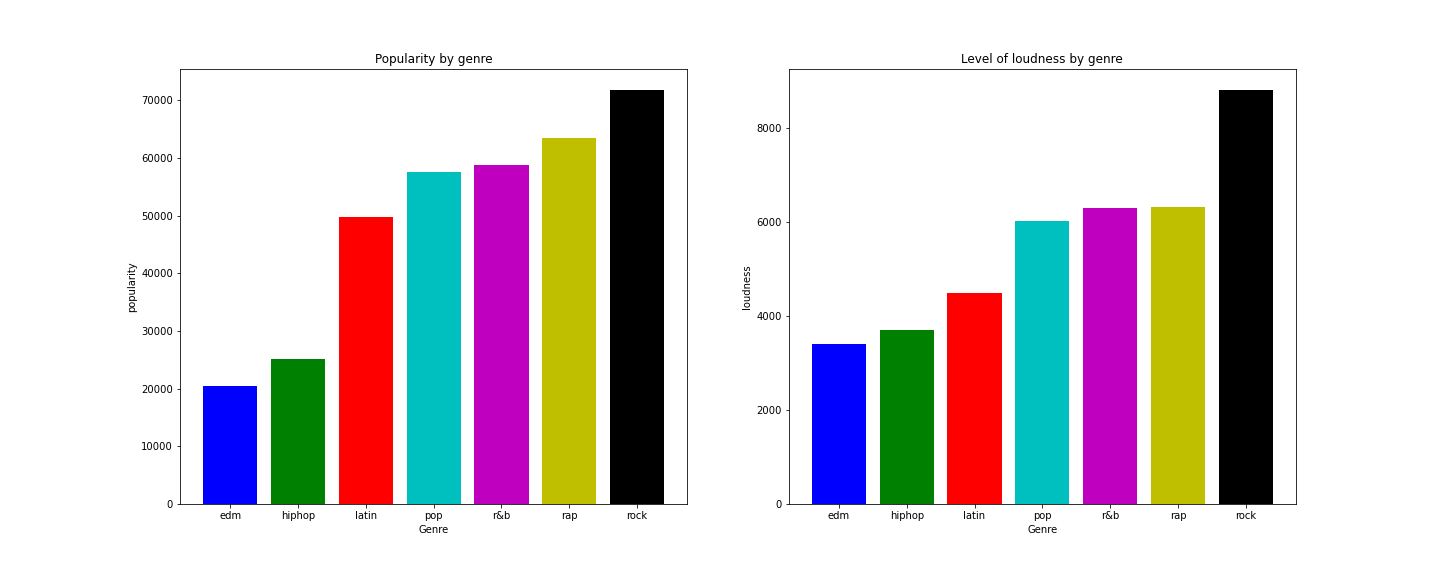 Popularity by genre
popularity
70000
60000
50000
40000
30000
20000
10000
0
edm hiphop latin pop r&b rap rock
Genre
Level of loudness by genre
loudness
8000
6000
4000
2000
0
edm hiphop latin pop r&b rap rock
Genre